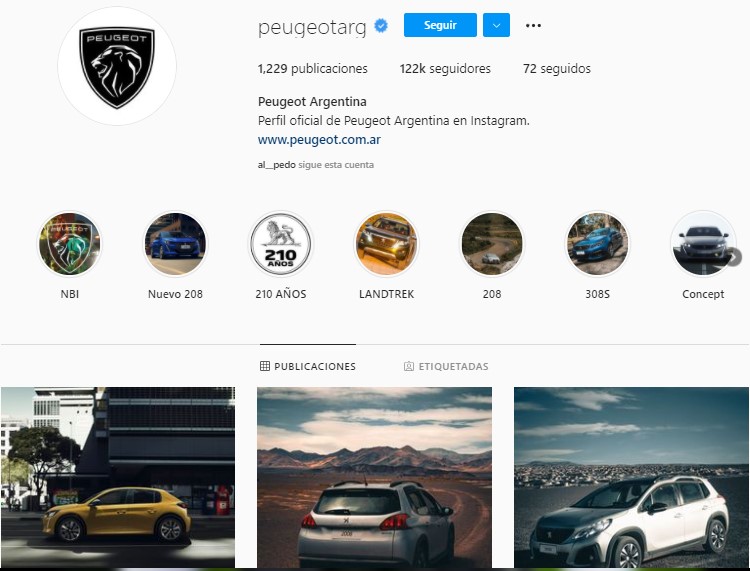 PEUGEOT
peugeotarg
Seguir
1,229 publicaciones
122k seguidores
72 seguidos
Peugeot Argentina
Perfil oficial de Peugeot Argentina en Instagram.
www.peugeot.com.ar
al__pedo sigue esta cuenta
PEUGEOT
210
AÑOS
NBI
Nuevo 208
210 AÑOS
LANDTREK
208
308S
Concept
PUBLICACIONES
ETIQUETADAS
2008